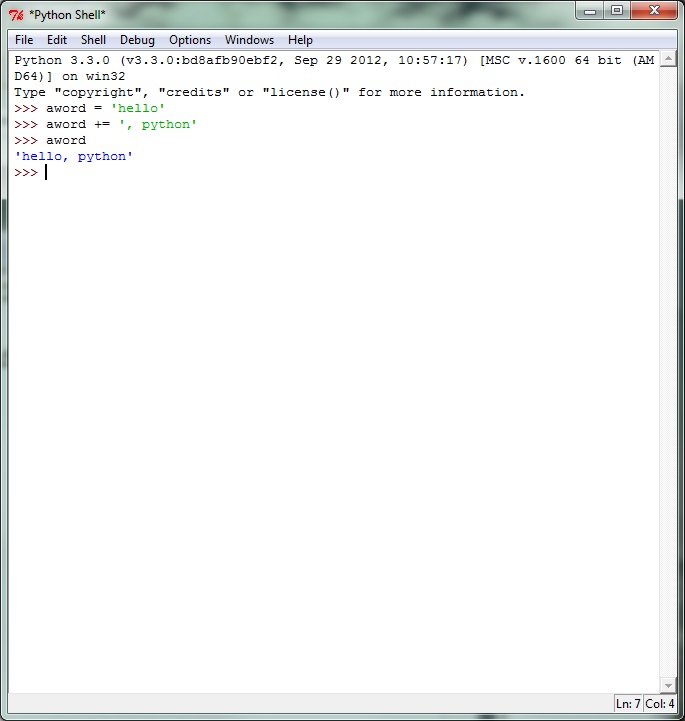 *Python Shell*
File Edit Shell Debug Options Windows Help
Python 3.3.0 (v3.3.0:bd8afb90ebf2, Sep 29 2012, 10:57:17) [MSC v.1600 64 bit (AM
D64)] on win32
Type "copyright", "credits" or "license()" for more information.
>>> aword = 'hello'
>>> aword += ', python'
>>> aword
'hello, python'
>>>
Ln: 7 Col: 4